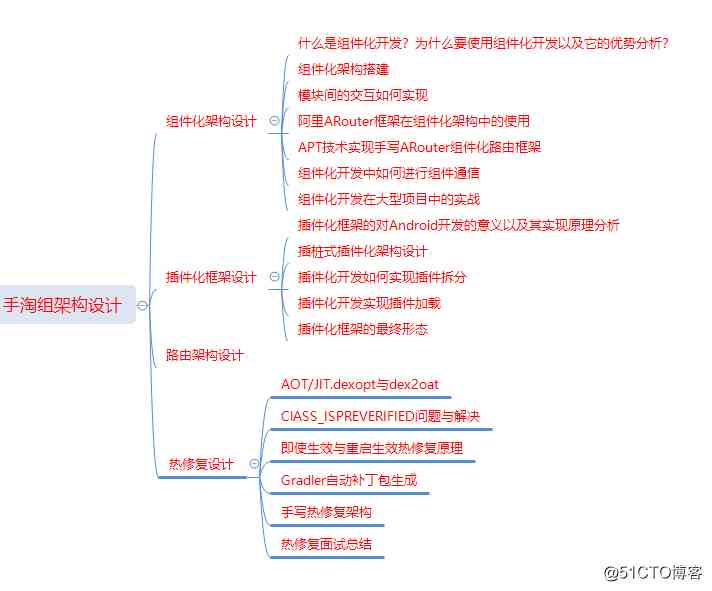 手淘组架构设计
组件化架构设计
什么是组件化开发？为什么要使用组件化开发以及它的优势分析？
组件化架构搭建
模块间的交互如何实现
阿里ARouter框架在组件化架构中的使用
APT技术实现手写ARouter组件化路由框架
组件化开发中如何进行组件通信
组件化开发在大型项目中的实战
插件化框架设计
插件化框架的对Android开发的意义以及其实现原理分析
插桩式插件化架构设计
插件化开发如何实现插件拆分
插件化开发实现插件加载
插件化框架的最终形态
路由架构设计
热修复设计
AOT/JIT.dexopt与dex2oat
ClASS_ISPREVERIFIED问题与解决
即使生效与重启生效热修复原理
Gradler自动补丁包生成
手写热修复架构
热修复面试总结
@51CTO博客